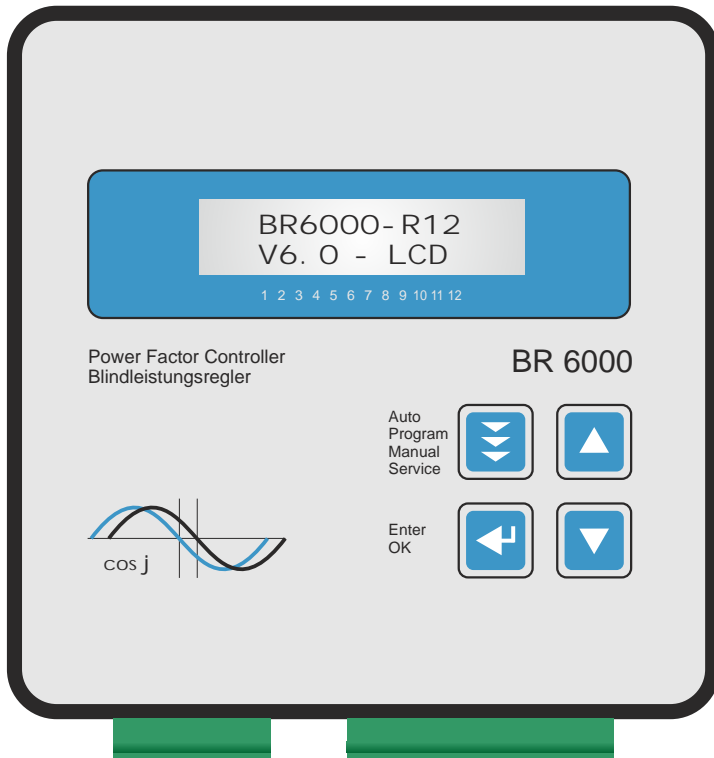 BR6000-R12
V6.0 - LCD
1 2 3 4 5 6 7 8 9 10 11 12
Power Factor Controller
Blindleistungsregler
BR 6000
Auto
Program
Manual
Service
Enter
OK
cos j